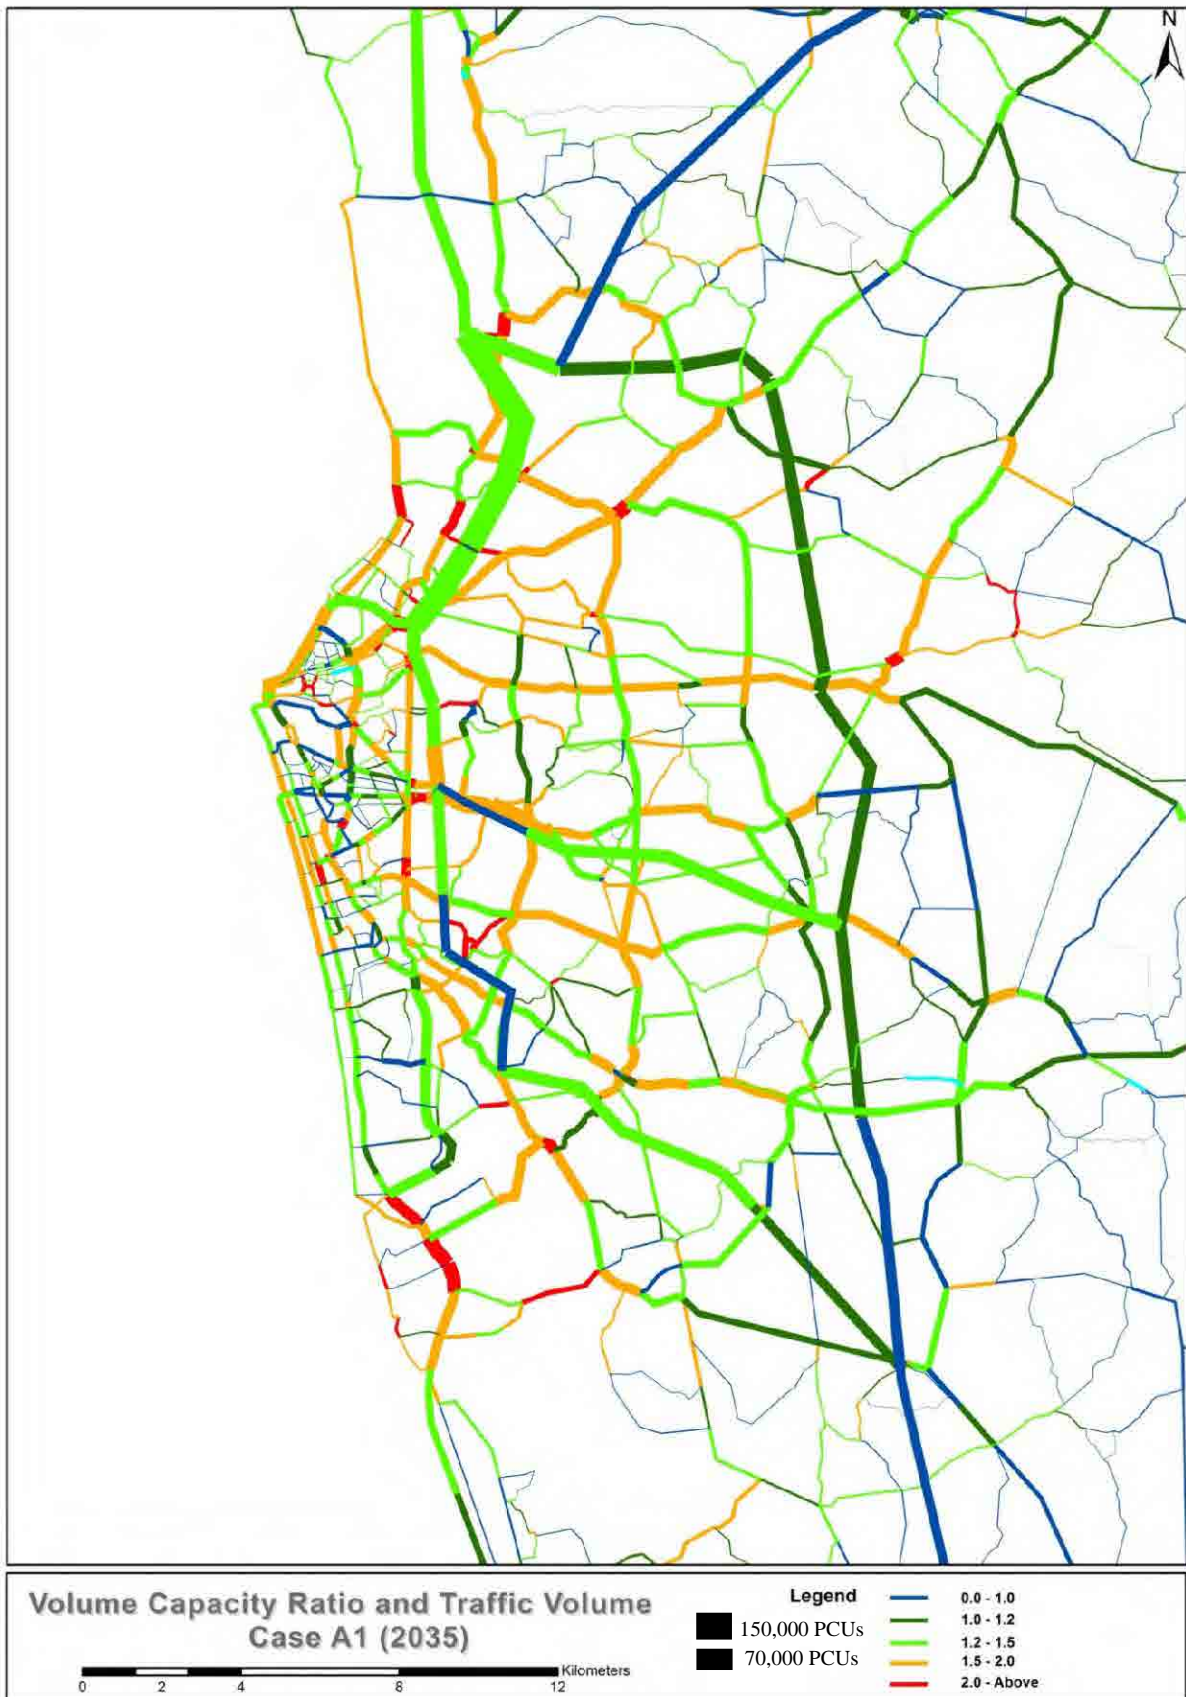 N
Volume Capacity Ratio and Traffic Volume
Case A1 (2035)
Kilometers
0 2 4 8 12
Legend
150,000 PCUs
70,000 PCUs
0.0 - 1.0
1.0 - 1.2
1.2 - 1.5
1.5 - 2.0
2.0 - Above